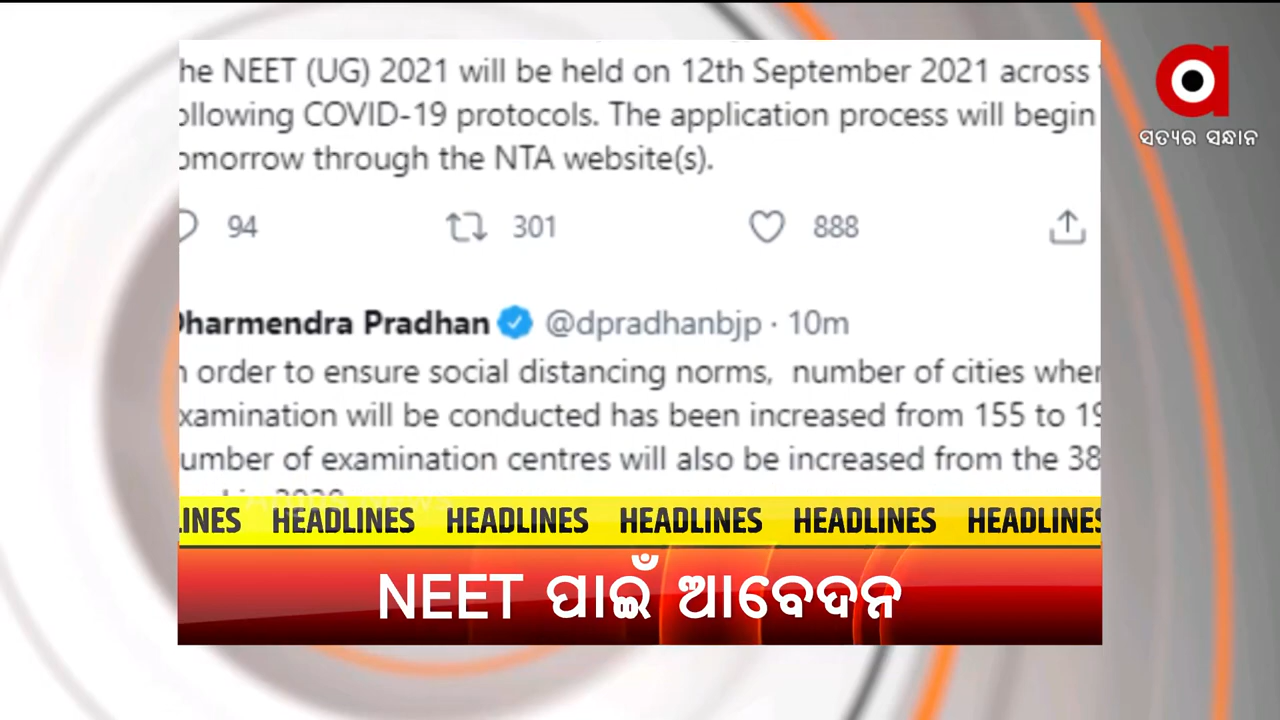 he NEET (UG) 2021 will be held on 12th September 2021 across
ollowing COVID-19 protocols. The application process will begin
omorrow through the NTA website(s).
94 301 888
Dharmendra Pradhan @dpradhanbjp · 10m
n order to ensure social distancing norms, number of cities wher
xamination will be conducted has been increased from 155 to 19
umber of examination centres will also be increased from the 38
LINES HEADLINES HEADLINES HEADLINES HEADLINES HEADLINES
NEET ପାଇଁ ଆବେଦନ
ସତ୍ୟର ସନ୍ଧାନ